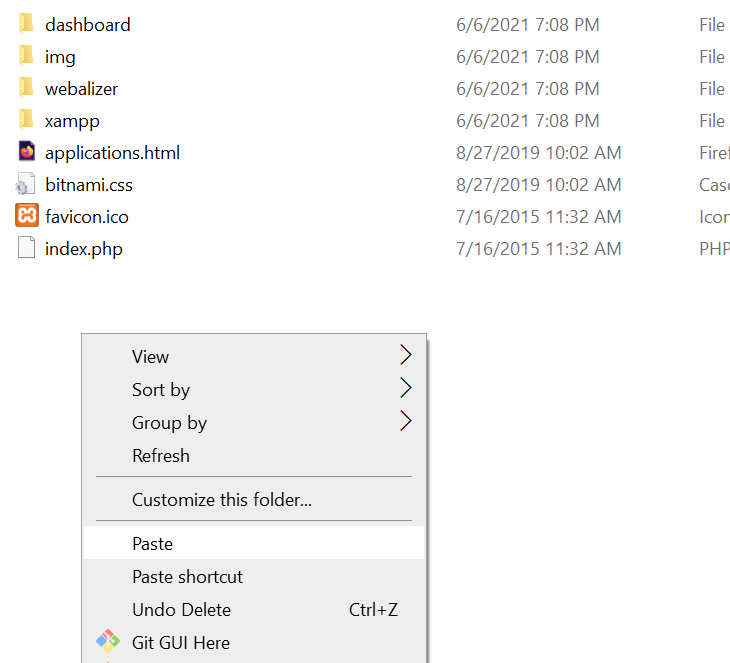 dashboard 6/6/2021 7:08 PM File
img 6/6/2021 7:08 PM File
webalizer 6/6/2021 7:08 PM File
xampp 6/6/2021 7:08 PM File
applications.html 8/27/2019 10:02 AM Firef
bitnami.css 8/27/2019 10:02 AM Casc
favicon.ico 7/16/2015 11:32 AM Icon
index.php 7/16/2015 11:32 AM PHP
View
Sort by
Group by
Refresh
Customize this folder...
Paste
Paste shortcut
Undo Delete Ctrl+Z
Git GUI Here